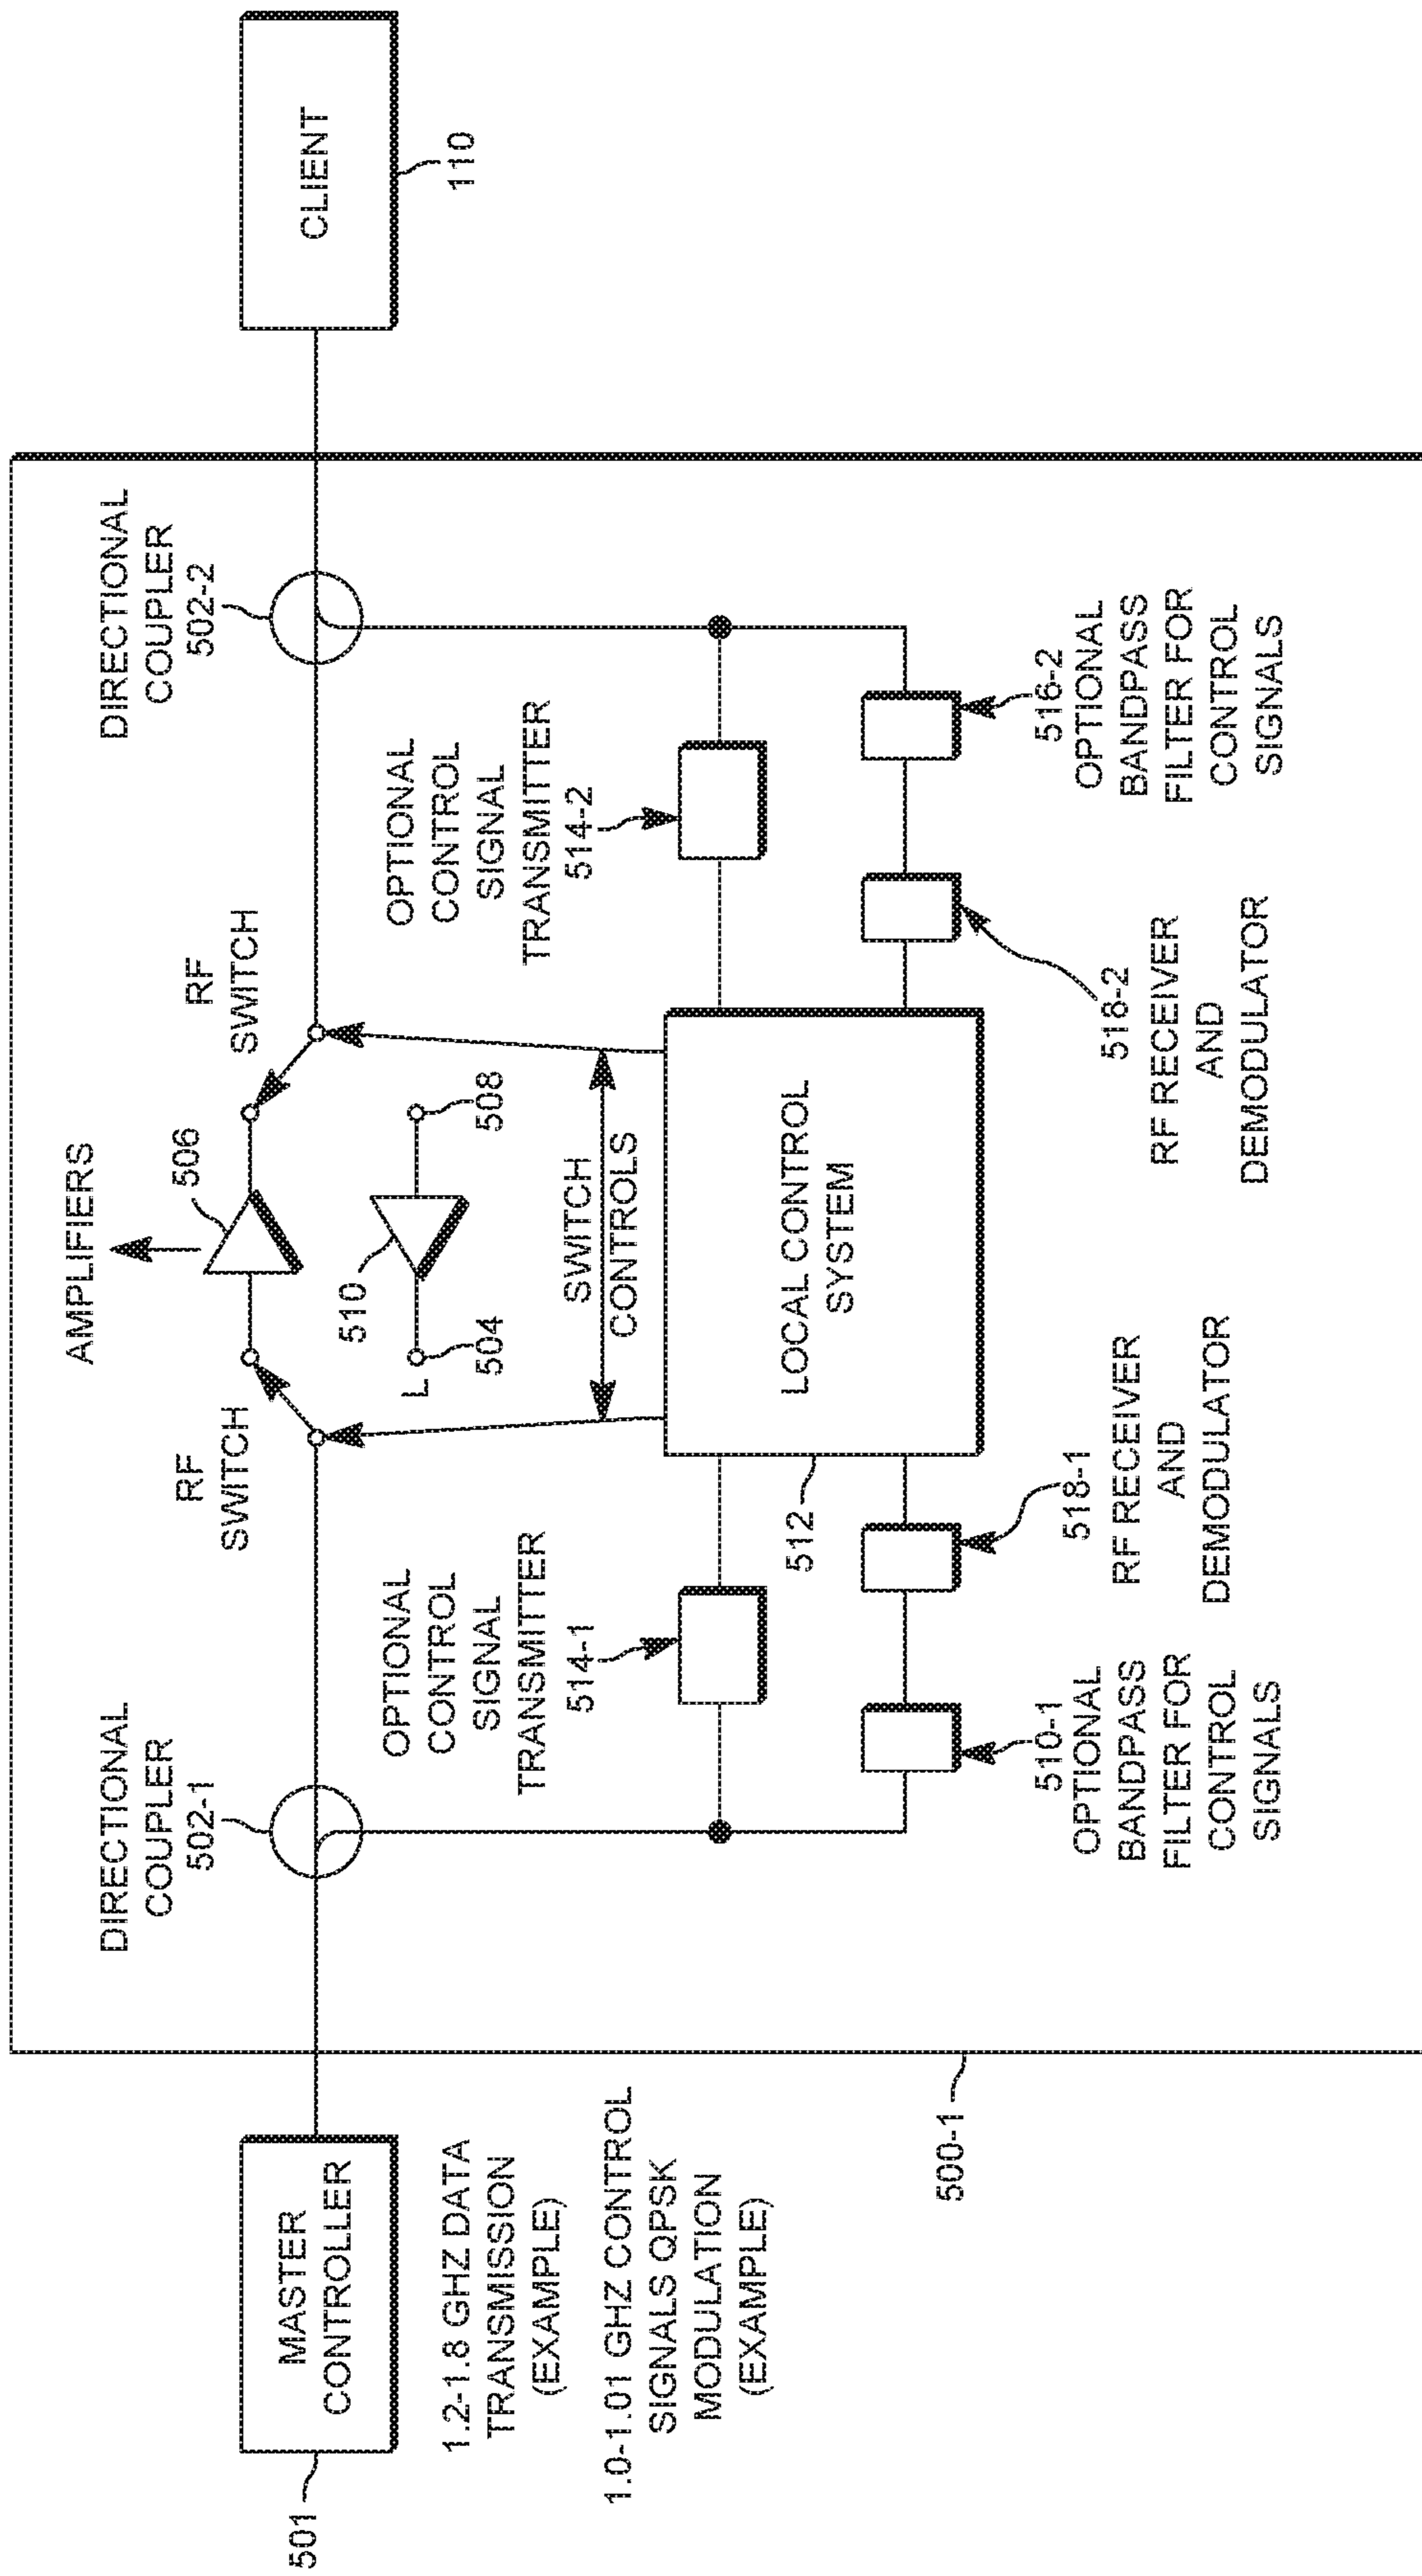 AMPLIFIERS
506
DIRECTIONAL
COUPLER
502-1
RF
SWITCH
RF
SWITCH
DIRECTIONAL
COUPLER
502-2
MASTER
CONTROLLER
501
CLIENT
110
510
L
504
508
1.2-1.8 GHZ DATA
TRANSMISSION
(EXAMPLE)
1.0-1.01 GHZ CONTROL
SIGNALS QPSK
MODULATION
(EXAMPLE)
OPTIONAL
CONTROL
SIGNAL
TRANSMITTER
514-1
SWITCH
CONTROLS
OPTIONAL
CONTROL
SIGNAL
TRANSMITTER
514-2
LOCAL CONTROL
SYSTEM
512
500-1
510-1
OPTIONAL
BANDPASS
FILTER FOR
CONTROL
SIGNALS
518-1
RF RECEIVER
AND
DEMODULATOR
518-2
RF RECEIVER
AND
DEMODULATOR
516-2
OPTIONAL
BANDPASS
FILTER FOR
CONTROL
SIGNALS